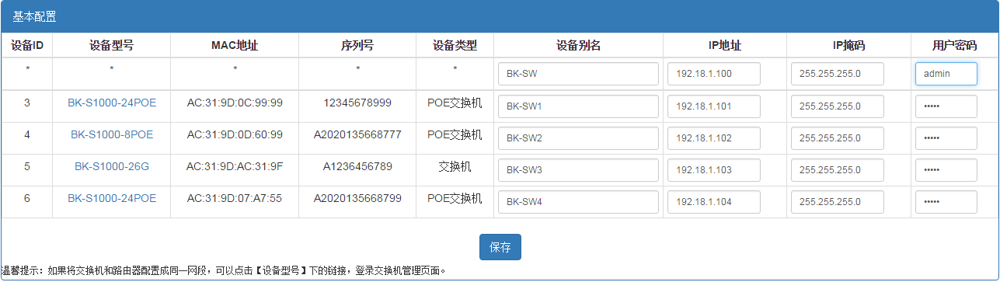 基本配置
设备ID 设备型号 MAC地址 序列号 设备类型 设备别名 IP地址 IP掩码 用户密码
* * * * * BK-SW 192.18.1.100 255.255.255.0 admin
3 BK-S1000-24POE AC:31:9D:0C:99:99 12345678999 POE交换机 BK-SW1 192.18.1.101 255.255.255.0 •••••
4 BK-S1000-8POE AC:31:9D:0D:60:99 A2020135668777 POE交换机 BK-SW2 192.18.1.102 255.255.255.0 •••••
5 BK-S1000-26G AC:31:9D:AC:31:9F A1236456789 交换机 BK-SW3 192.18.1.103 255.255.255.0 •••••
6 BK-S1000-24POE AC:31:9D:07:A7:55 A2020135668799 POE交换机 BK-SW4 192.18.1.104 255.255.255.0 •••••
保存
温馨提示：如果将交换机和路由器配置成同一网段，可以点击【设备型号】下的链接，登录交换机管理页面。